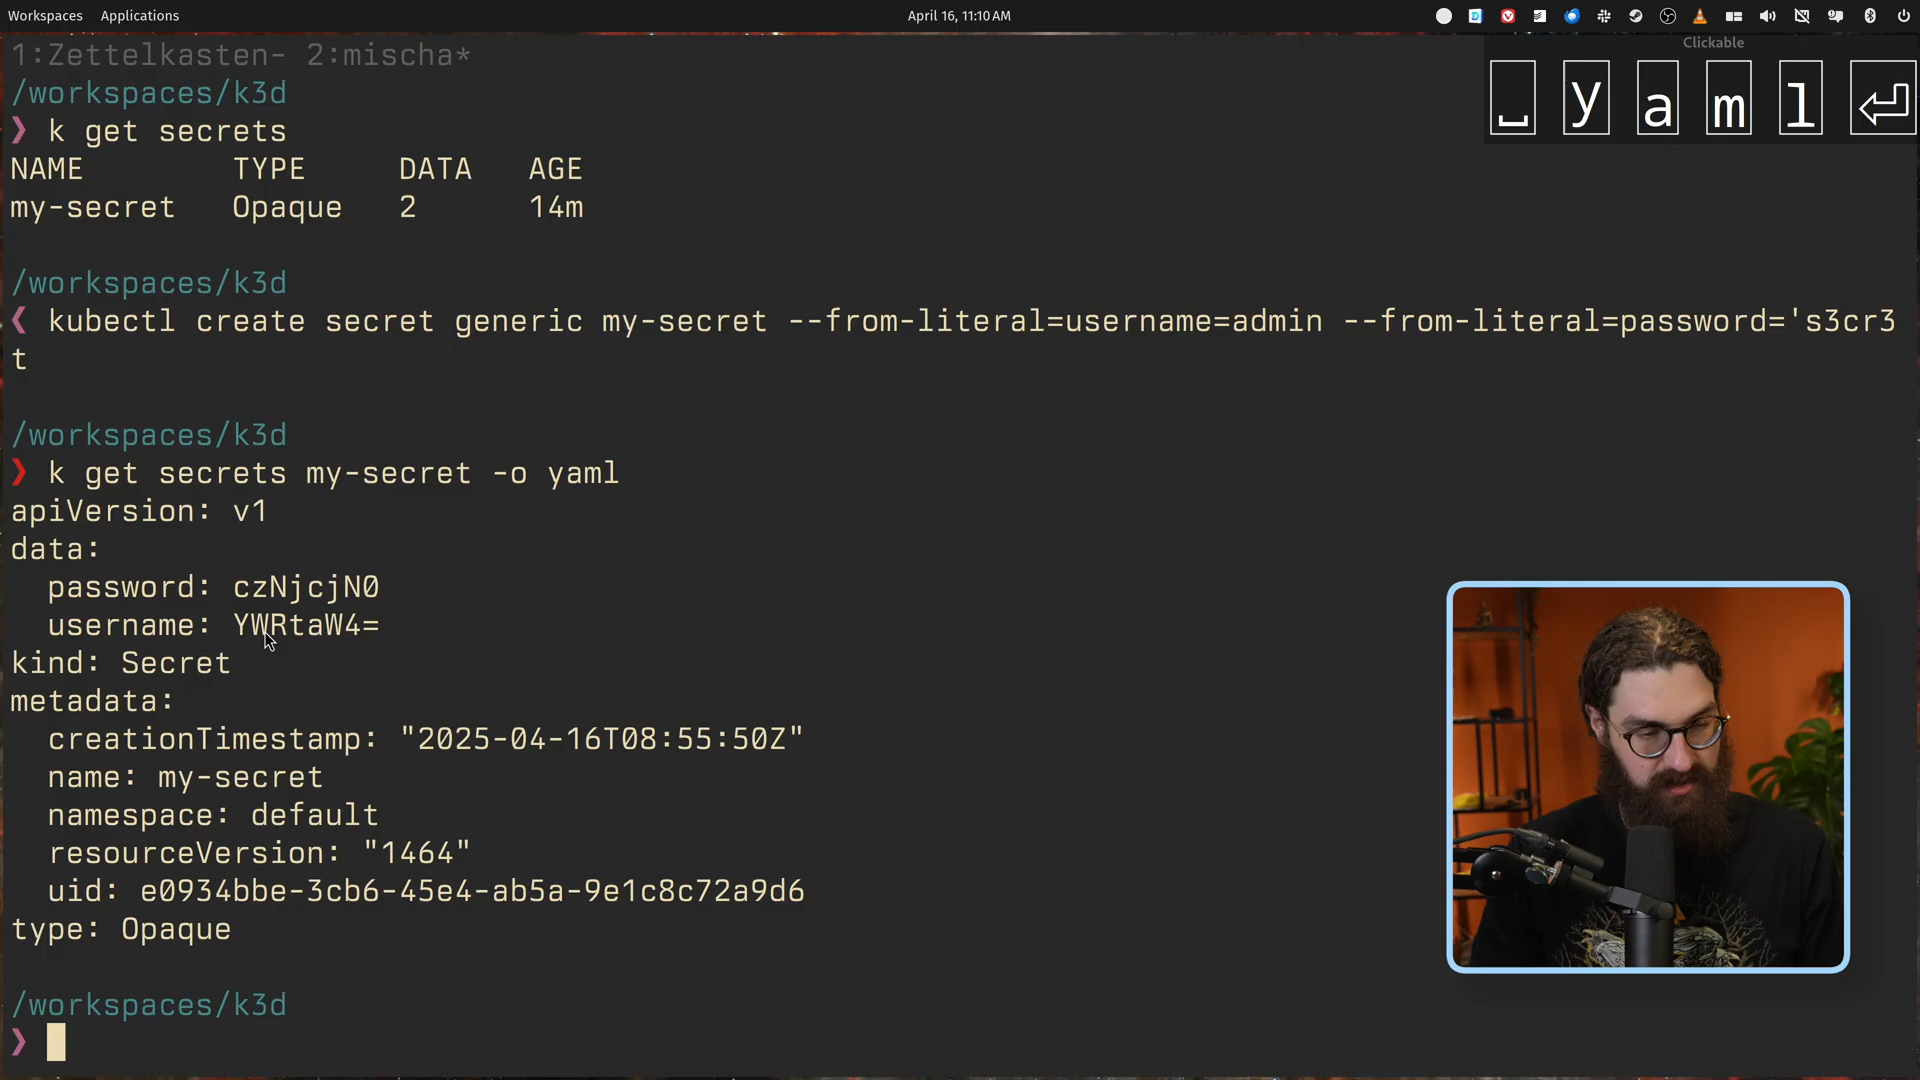 Workspaces Applications April 16, 11:10 AM
Clickable
1:Zettelkasten- 2:mischa*
␣ y a m l ⏎
/workspaces/k3d
❯ k get secrets
NAME TYPE DATA AGE
my-secret Opaque 2 14m
/workspaces/k3d
❮ kubectl create secret generic my-secret --from-literal=username=admin --from-literal=password='s3cr3
t
/workspaces/k3d
❯ k get secrets my-secret -o yaml
apiVersion: v1
data:
  password: czNjcjN0
  username: YWRtaW4=
kind: Secret
metadata:
  creationTimestamp: "2025-04-16T08:55:50Z"
  name: my-secret
  namespace: default
  resourceVersion: "1464"
  uid: e0934bbe-3cb6-45e4-ab5a-9e1c8c72a9d6
type: Opaque
/workspaces/k3d
❯